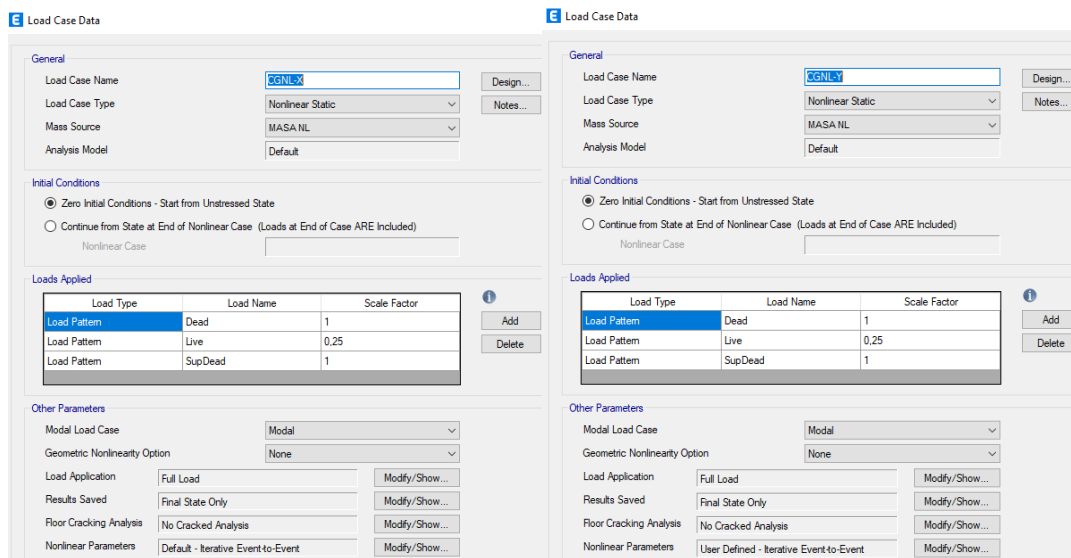 E Load Case Data
General
Load Case Name CGNL-X Design...
Load Case Type Nonlinear Static Notes...
Mass Source MASA NL
Analysis Model Default
Initial Conditions
Zero Initial Conditions - Start from Unstressed State
Continue from State at End of Nonlinear Case (Loads at End of Case ARE Included)
Nonlinear Case
Loads Applied
Load Type Load Name Scale Factor
Load Pattern Dead 1 Add
Load Pattern Live 0,25 Delete
Load Pattern SupDead 1
Other Parameters
Modal Load Case Modal
Geometric Nonlinearity Option None
Load Application Full Load Modify/Show...
Results Saved Final State Only Modify/Show...
Floor Cracking Analysis No Cracked Analysis Modify/Show...
Nonlinear Parameters Default - Iterative Event-to-Event Modify/Show...
E Load Case Data
General
Load Case Name CGNL-Y Design...
Load Case Type Nonlinear Static Notes...
Mass Source MASA NL
Analysis Model Default
Initial Conditions
Zero Initial Conditions - Start from Unstressed State
Continue from State at End of Nonlinear Case (Loads at End of Case ARE Included)
Nonlinear Case
Loads Applied
Load Type Load Name Scale Factor
Load Pattern Dead 1 Add
Load Pattern Live 0,25 Delete
Load Pattern SupDead 1
Other Parameters
Modal Load Case Modal
Geometric Nonlinearity Option None
Load Application Full Load Modify/Show...
Results Saved Final State Only Modify/Show...
Floor Cracking Analysis No Cracked Analysis Modify/Show...
Nonlinear Parameters User Defined - Iterative Event-to-Event Modify/Show...